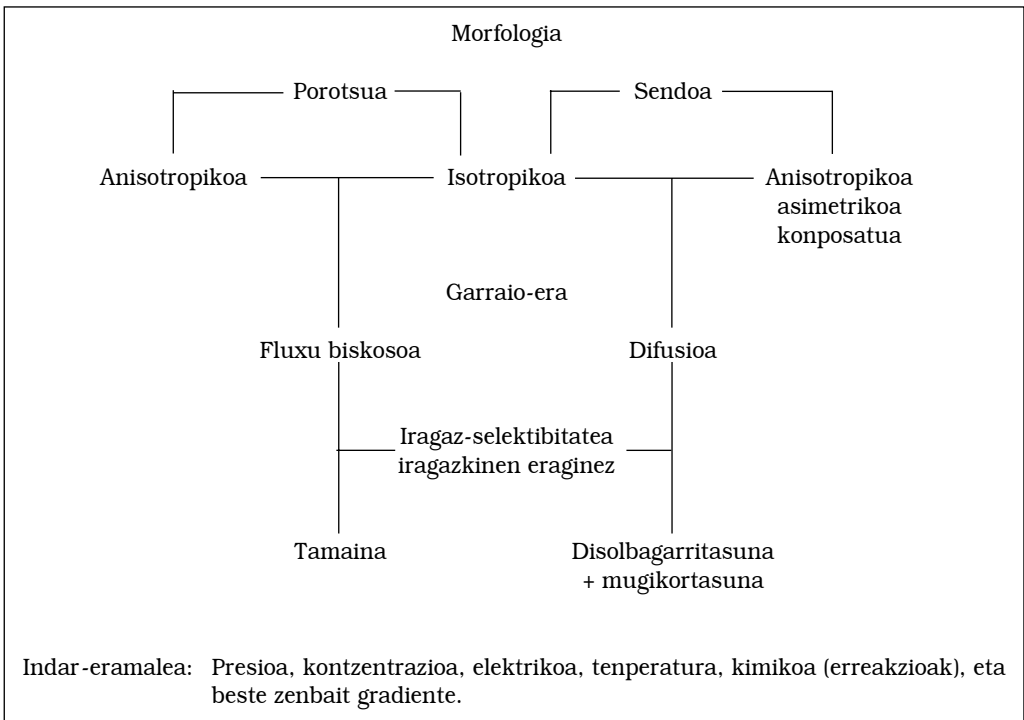 Morfologia
Porotsua Sendoa
Anisotropikoa Isotropikoa Anisotropikoa
asimetrikoa
konposatua
Garraio-era
Fluxu biskosoa Difusioa
Iragaz-selektibitatea
iragazkinen eraginez
Tamaina Disolbagarritasuna
+ mugikortasuna
Indar-eramalea: Presioa, kontzentrazioa, elektrikoa, tenperatura, kimikoa (erreakzioak), eta
beste zenbait gradiente.